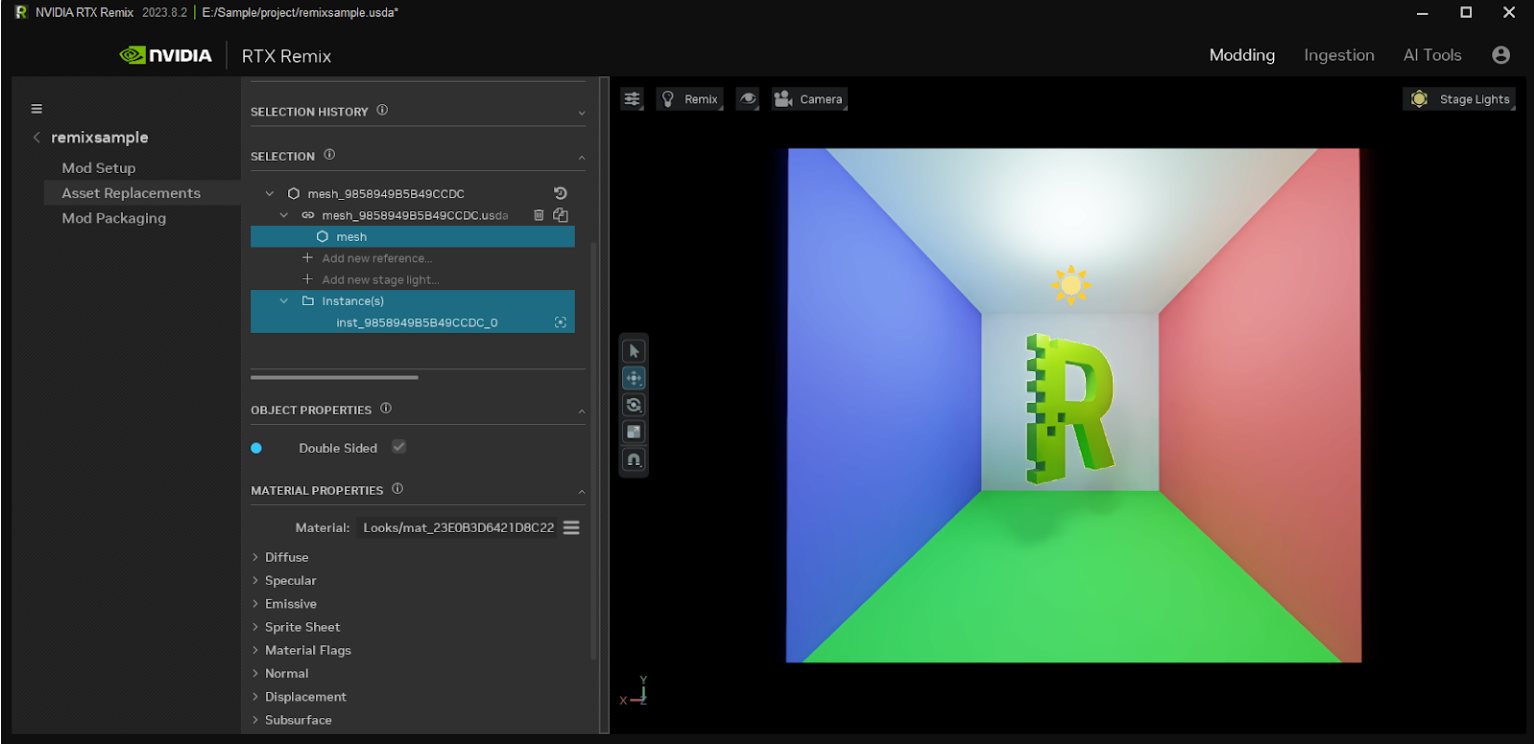 NVIDIA RTX Remix 2023.8.2 | E:/Sample/project/remixsample.usda*
NVIDIA RTX Remix
Modding Ingestion AI Tools
remixsample
Mod Setup
Asset Replacements
Mod Packaging
SELECTION HISTORY
SELECTION
mesh_9858949B5B49CCDC
mesh_9858949B5B49CCDC.usda
mesh
Add new reference...
Add new stage light...
Instance(s)
inst_9858949B5B49CCDC_0
OBJECT PROPERTIES
Double Sided
MATERIAL PROPERTIES
Material: Looks/mat_23E0B3D6421D8C22
Diffuse
Specular
Emissive
Sprite Sheet
Material Flags
Normal
Displacement
Subsurface
Remix Camera Stage Lights
R
Y
X Z